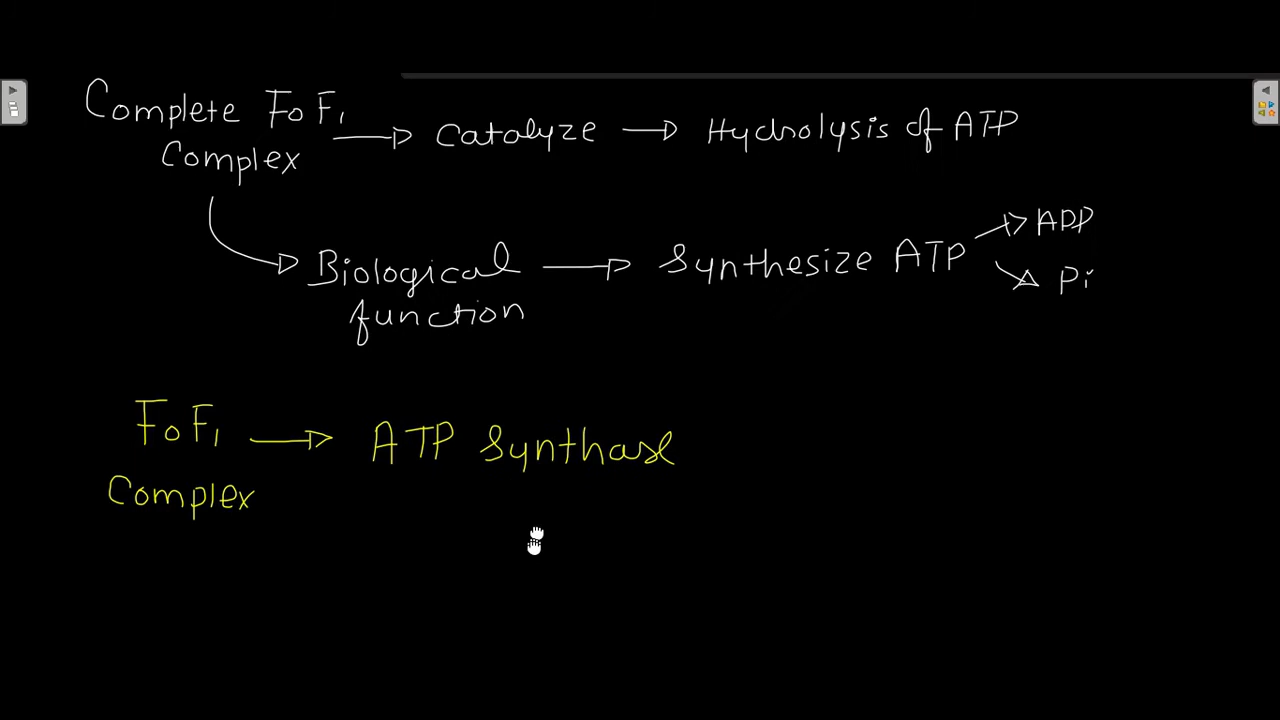 Complete FoF1 → Catalyze → Hydrolysis of ATP
Complex
→ ADP
Biological → Synthesize ATP
→ Pi
function
FoF1 → ATP Synthase
Complex